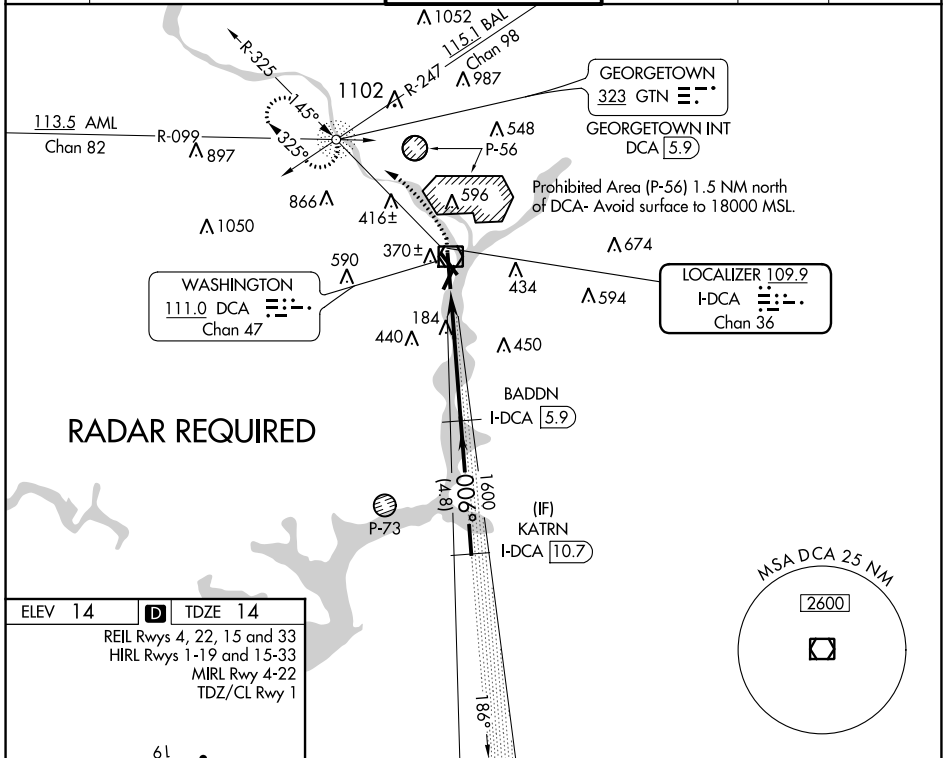 1052
115.1 BAL
Chan 98
R-247
987
R-325
1102
145°
325°
GEORGETOWN
323 GTN
GEORGETOWN INT
DCA 5.9
113.5 AML
Chan 82
R-099
897
548
P-56
Prohibited Area (P-56) 1.5 NM north
of DCA- Avoid surface to 18000 MSL.
866
416±
596
1050
370±
674
590
434
594
WASHINGTON
111.0 DCA
Chan 47
LOCALIZER 109.9
I-DCA
Chan 36
184
440
450
BADDN
I-DCA 5.9
RADAR REQUIRED
006°
1600
(4.8)
P-73
(IF)
KATRN
I-DCA 10.7
186°
MSA DCA 25 NM
2600
ELEV 14 D TDZE 14
REIL Rwys 4, 22, 15 and 33
HIRL Rwys 1-19 and 15-33
MIRL Rwy 4-22
TDZ/CL Rwy 1
19